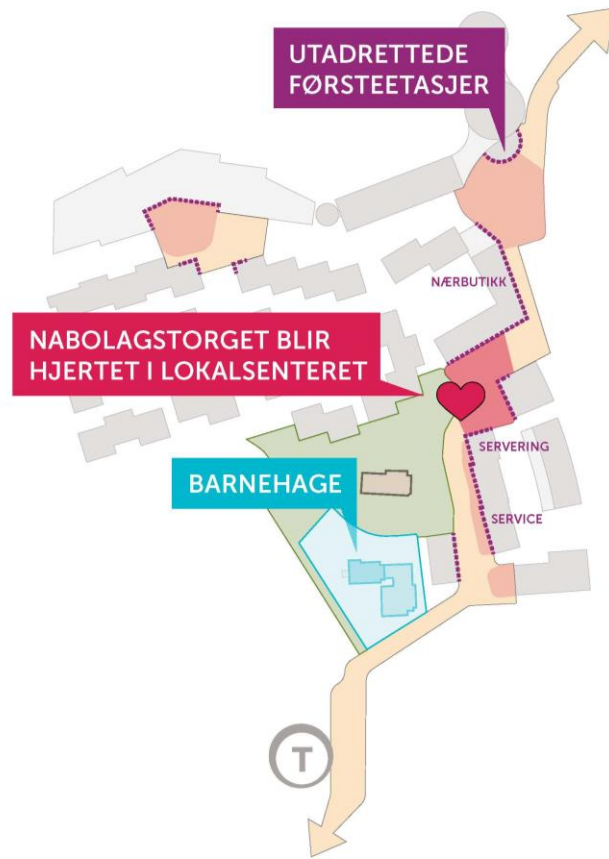 UTADRETTEDE
FØRSTEETASJER
NÆRBUTIKK
NABOLAGSTORGET BLIR
HJERTET I LOKALSENTERET
SERVERING
BARNEHAGE
SERVICE
T